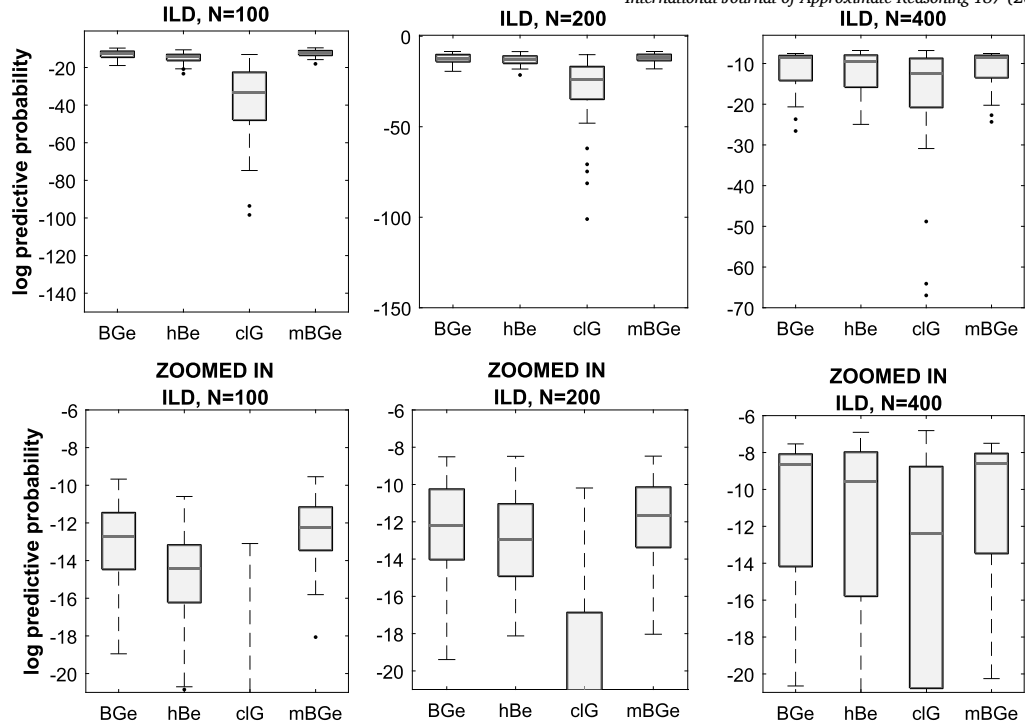 International Journal of Approximate Reasoning 187
ILD, N=100
ILD, N=200
ILD, N=400
log predictive probability
-20
-40
-60
-80
-100
-120
-140
0
-50
-100
-150
-10
-20
-30
-40
-50
-60
-70
BGe hBe clG mBGe
BGe hBe clG mBGe
BGe hBe clG mBGe
ZOOMED IN
ILD, N=100
ZOOMED IN
ILD, N=200
ZOOMED IN
ILD, N=400
log predictive probability
-6
-8
-10
-12
-14
-16
-18
-20
-6
-8
-10
-12
-14
-16
-18
-20
-6
-8
-10
-12
-14
-16
-18
-20
BGe hBe clG mBGe
BGe hBe clG mBGe
BGe hBe clG mBGe